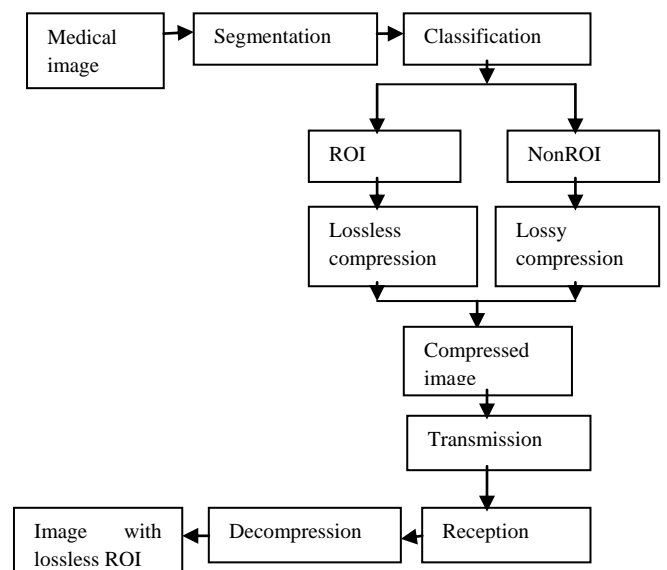 Medical
image
Segmentation
Classification
ROI
NonROI
Lossless
compression
Lossy
compression
Compressed
image
Transmission
Reception
Decompression
Image with
lossless ROI